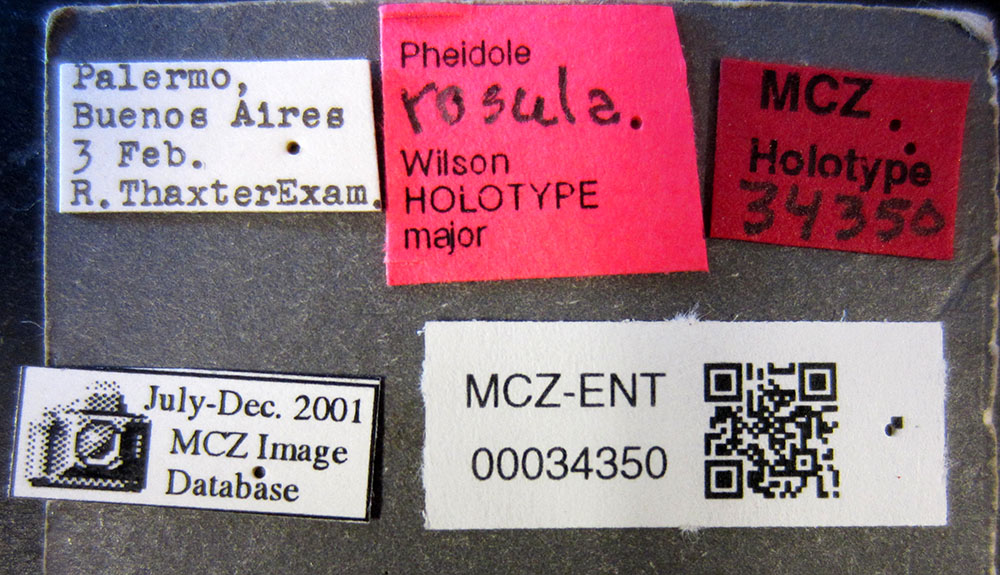 Palermo,
Buenos Aires
3 Feb.
R.ThaxterExam.
Pheidole
rosula.
Wilson
HOLOTYPE
major
MCZ
Holotype
34350
July-Dec. 2001
MCZ Image
Database
MCZ-ENT
00034350